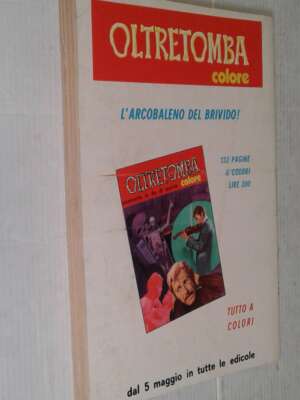 OLTRETOMBA
colore
L'ARCOBALENO DEL BRIVIDO!
132 PAGINE
A COLORI
LIRE 300
OLTRETOMBA
colore
TUTTO A
COLORI
dal 5 maggio in tutte le edicole